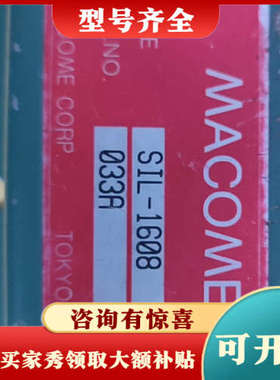 型号齐全
MACOME
TYPE
SIL-1608
NO.
033A
OME CORP. TOKYO
咨询有惊喜
买家秀领取大额补贴
可开